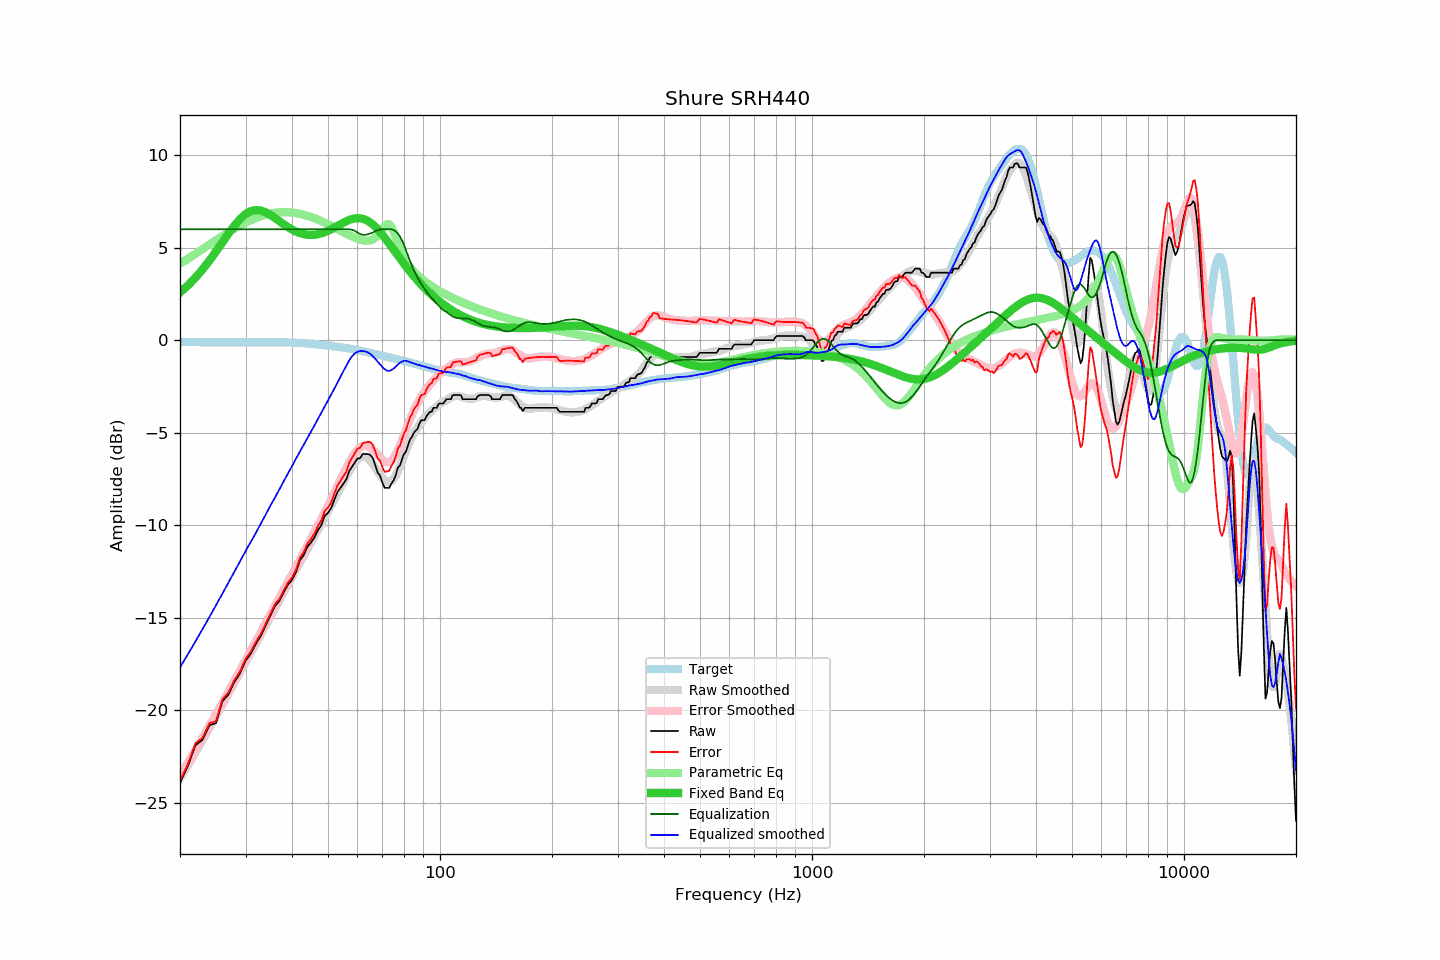 Shure SRH440
10
5
0
−5
−10
−15
−20
−25
Amplitude (dBr)
Target
Raw Smoothed
Error Smoothed
Raw
Error
Parametric Eq
Fixed Band Eq
Equalization
Equalized smoothed
100
1000
10000
Frequency (Hz)